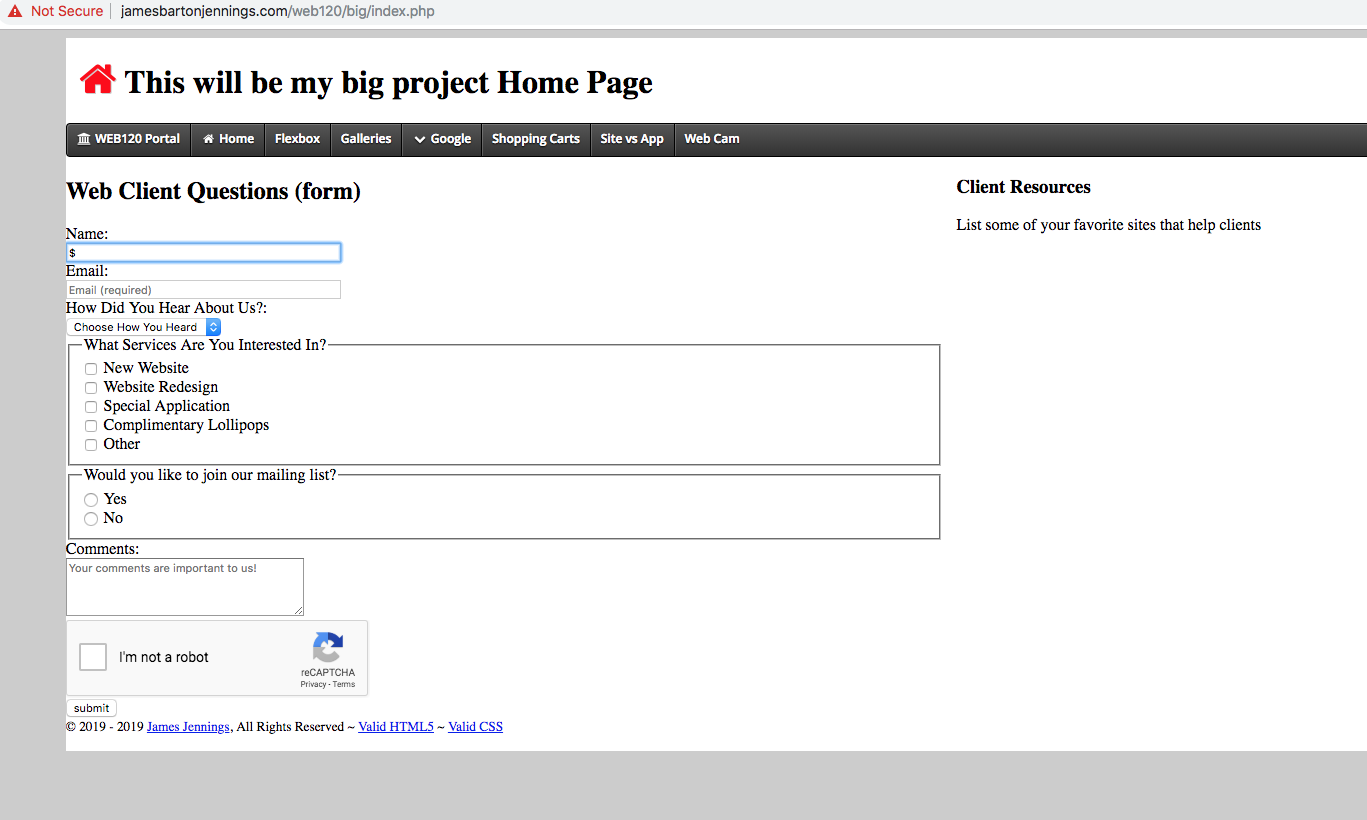 Not Secure jamesbartonjennings.com/web120/big/index.php
This will be my big project Home Page
WEB120 Portal Home Flexbox Galleries Google Shopping Carts Site vs App Web Cam
Web Client Questions (form)
Name:
$
Email:
Email (required)
How Did You Hear About Us?:
Choose How You Heard
What Services Are You Interested In?
New Website
Website Redesign
Special Application
Complimentary Lollipops
Other
Would you like to join our mailing list?
Yes
No
Comments:
Your comments are important to us!
I'm not a robot
reCAPTCHA
Privacy - Terms
submit
© 2019 - 2019 James Jennings, All Rights Reserved ~ Valid HTML5 ~ Valid CSS
Client Resources
List some of your favorite sites that help clients